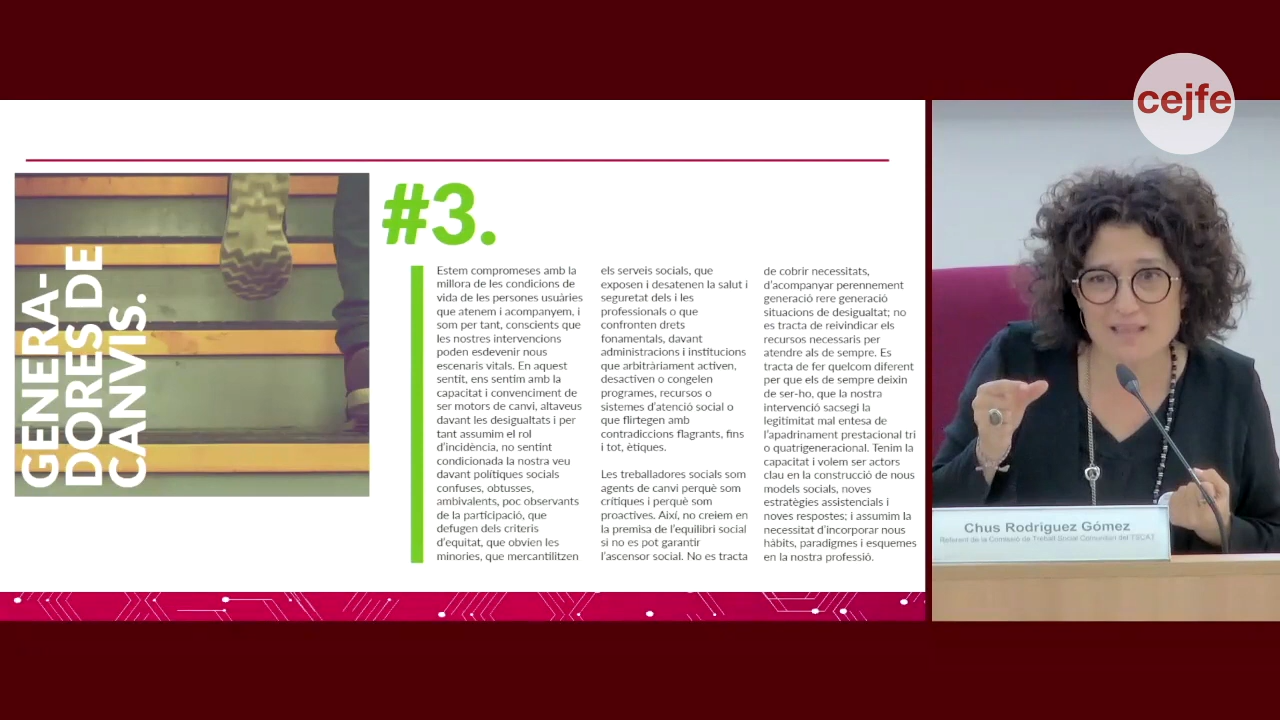 cejfe
GENERA-
DORES DE
CANVIS.
#3.
Estem compromeses amb la
millora de les condicions de
vida de les persones usuàries
que atenem i acompanyem, i
som per tant, conscients que
les nostres intervencions
poden esdevenir nous
escenaris vitals. En aquest
sentit, ens sentim amb la
capacitat i convenciment de
ser motors de canvi, altaveus
davant les desigualtats i per
tant assumim el rol
d'incidència, no sentint
condicionada la nostra veu
davant polítiques socials
confuses, obtusses,
ambivalents, poc observants
de la participació, que
defugen dels criteris
d'equitat, que obvien les
minories, que mercantilitzen
els serveis socials, que
exposen i desatenen la salut i
seguretat dels i les
professionals o que
confronten drets
fonamentals, davant
administracions i institucions
que arbitràriament activen,
desactiven o congelen
programes, recursos o
sistemes d'atenció social o
que flirtegen amb
contradiccions flagrants, fins
i tot, ètiques.
Les treballadores socials som
agents de canvi perquè som
crítiques i perquè som
proactives. Així, no creiem en
la premisa de l'equilibri social
si no es pot garantir
l'ascensor social. No es tracta
de cobrir necessitats,
d'acompanyar perennement
generació rere generació
situacions de desigualtat; no
es tracta de reivindicar els
recursos necessaris per
atendre als de sempre. Es
tracta de fer quelcom diferent
per que els de sempre deixin
de ser-ho, que la nostra
intervenció sacsegi la
legitimitat mal entesa de
l'apadrinament prestacional tri
o quatrigeneracional. Tenim la
capacitat i volem ser actors
clau en la construcció de nous
models socials, noves
estratègies assistencials i
noves respostes; i assumim la
necessitat d'incorporar nous
hàbits, paradigmes i esquemes
en la nostra professió.
Chus Rodriguez Gómez
Referent de la Comissió de Treball Social Comunitari del TSCAT